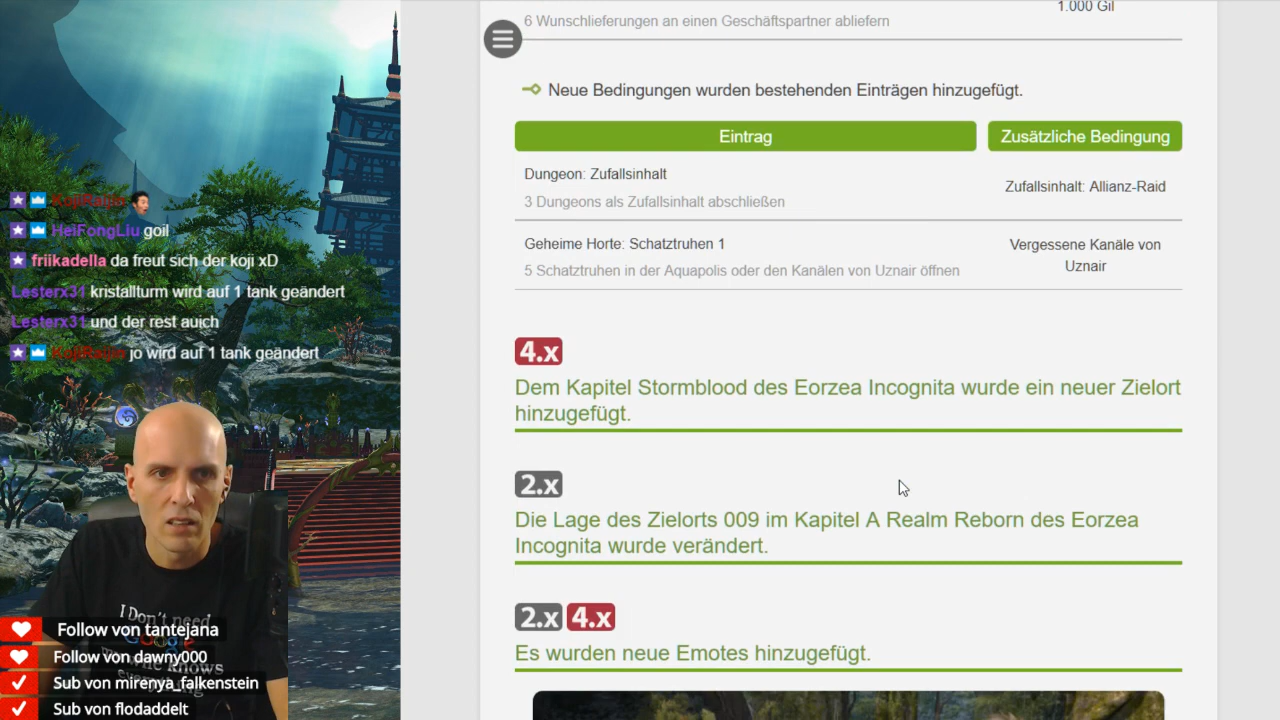 KojiRaijin
HeiFongLiu goil
friikadella da freut sich der koji xD
Lesterx31 kristallturm wird auf 1 tank geändert
Lesterx31 und der rest auich
KojiRaijin jo wird auf 1 tank geändert
I Don't need
Follow von tantejana
Follow von dawny000
Sub von mirenya_falkenstein
Sub von flodaddelt
6 Wunschlieferungen an einen Geschäftspartner abliefern
1.000 Gil
Neue Bedingungen wurden bestehenden Einträgen hinzugefügt.
Eintrag
Zusätzliche Bedingung
Dungeon: Zufallsinhalt
3 Dungeons als Zufallsinhalt abschließen
Zufallsinhalt: Allianz-Raid
Geheime Horte: Schatztruhen 1
5 Schatztruhen in der Aquapolis oder den Kanälen von Uznair öffnen
Vergessene Kanäle von
Uznair
4.x
Dem Kapitel Stormblood des Eorzea Incognita wurde ein neuer Zielort
hinzugefügt.
2.x
Die Lage des Zielorts 009 im Kapitel A Realm Reborn des Eorzea
Incognita wurde verändert.
2.x 4.x
Es wurden neue Emotes hinzugefügt.